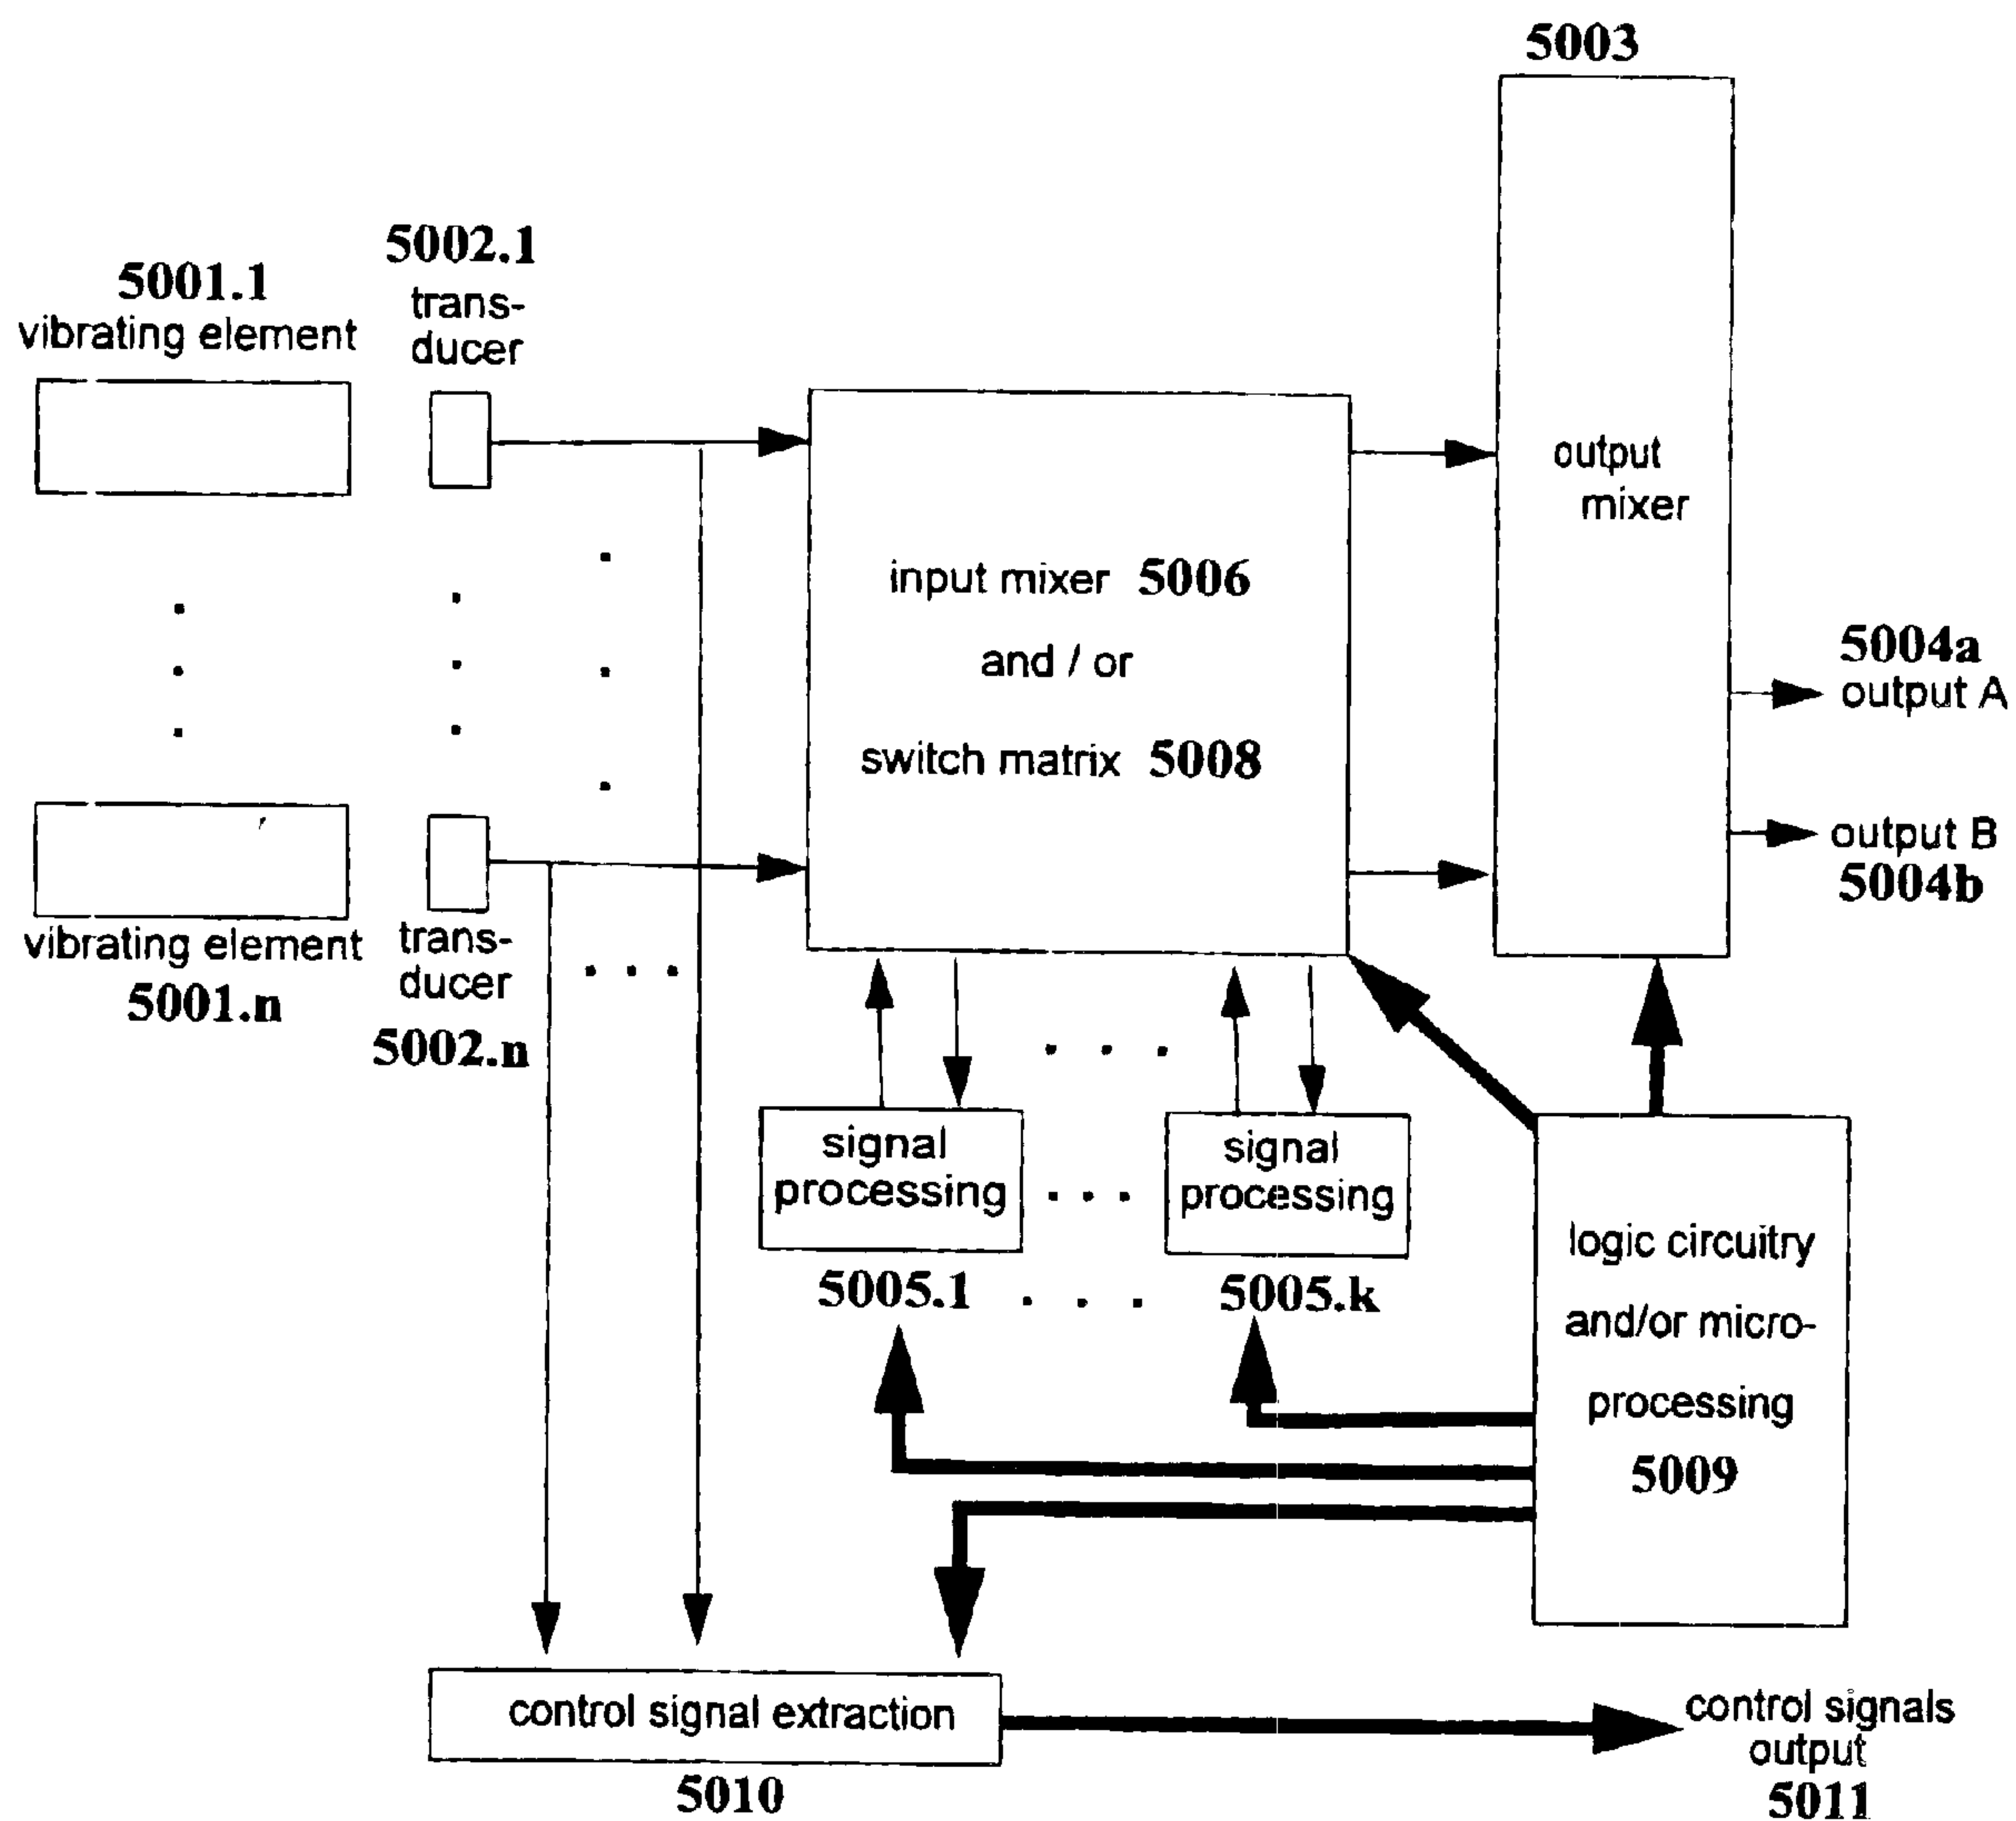 5003
5002.1
trans-
ducer
5001.1
vibrating element
output
mixer
input mixer 5006
and / or
switch matrix 5008
5004a
output A
output B
5004b
vibrating element
5001.n
trans-
ducer
5002.n
signal
processing
5005.1
signal
processing
5005.k
logic circuitry
and/or micro-
processing
5009
control signal extraction
5010
control signals
output
5011